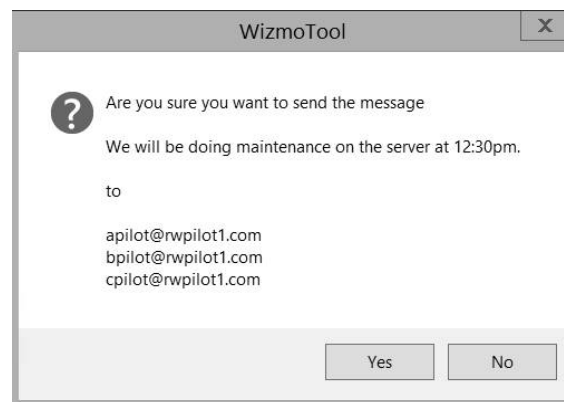 WizmoTool
X
?
Are you sure you want to send the message
We will be doing maintenance on the server at 12:30pm.
to
apilot@rwpilot1.com
bpilot@rwpilot1.com
cpilot@rwpilot1.com
Yes No